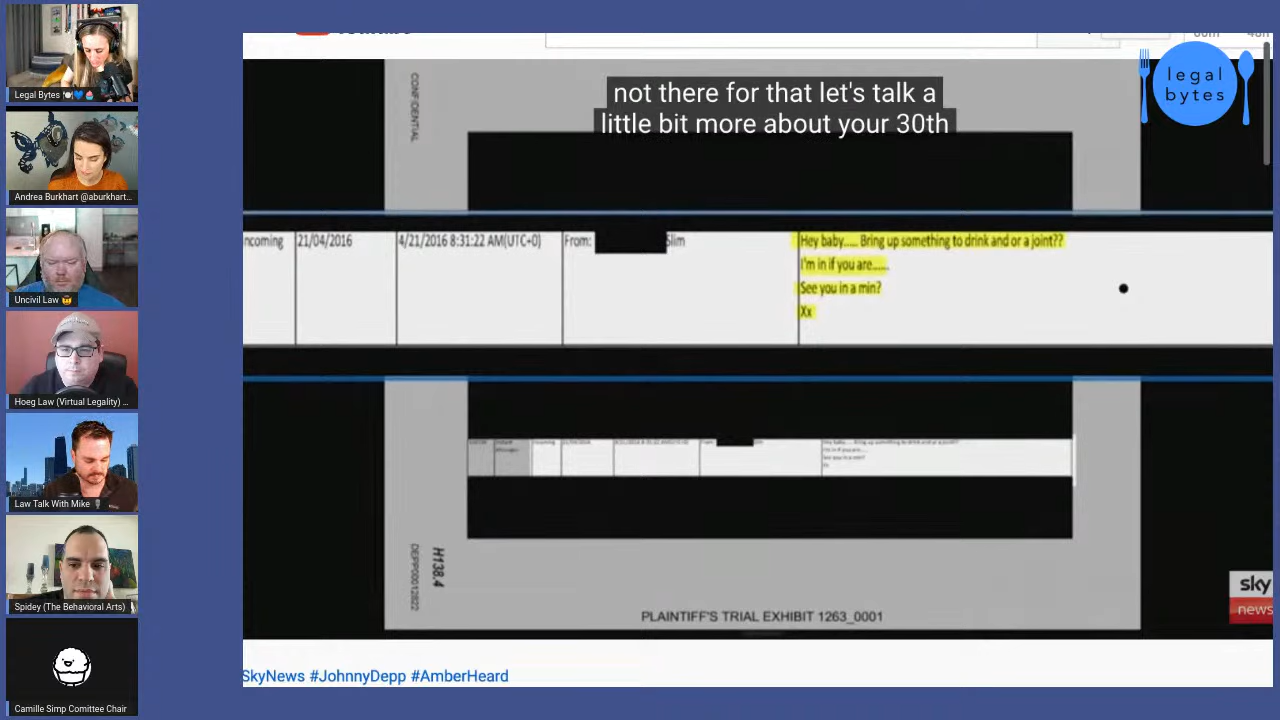 Legal Bytes 🍽💙🧁
Andrea Burkhart @aburkhart...
Uncivil Law 🤠
Hoeg Law (Virtual Legality) ...
Law Talk With Mike 🎙
Spidey (The Behavioral Arts)
Camille Simp Comittee Chair
legal
bytes
not there for that let's talk a
little bit more about your 30th
CONFIDENTIAL
ncoming 21/04/2016 4/21/2016 8:31:22 AM(UTC+0) From: Slim Hey baby..... Bring up something to drink and or a joint??
I'm in if you are......
See you in a min?
Xx
H138.4
DEPP00012822
PLAINTIFF'S TRIAL EXHIBIT 1263_0001
sky
news
SkyNews #JohnnyDepp #AmberHeard